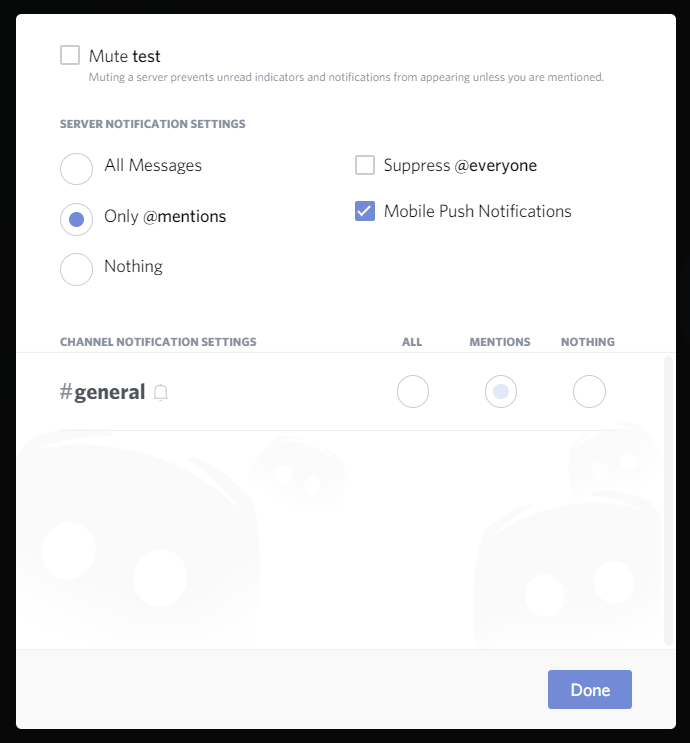 Mute test
Muting a server prevents unread indicators and notifications from appearing unless you are mentioned.
SERVER NOTIFICATION SETTINGS
All Messages
Suppress @everyone
Only @mentions
Mobile Push Notifications
Nothing
CHANNEL NOTIFICATION SETTINGS ALL MENTIONS NOTHING
#general
Done